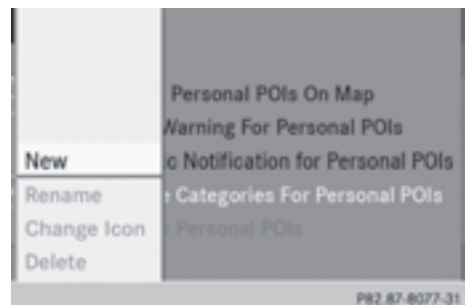 Personal POIs On Map
Warning For Personal POIs
New
c Notification for Personal POIs
Rename
e Categories For Personal POIs
Change Icon
e Personal POIs
Delete
P82.87-8077-31